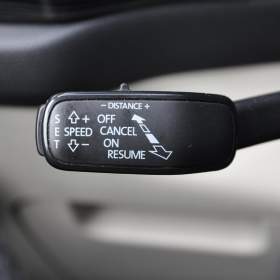 - DISTANCE +
S + OFF
E SPEED CANCEL
T - ON
RESUME